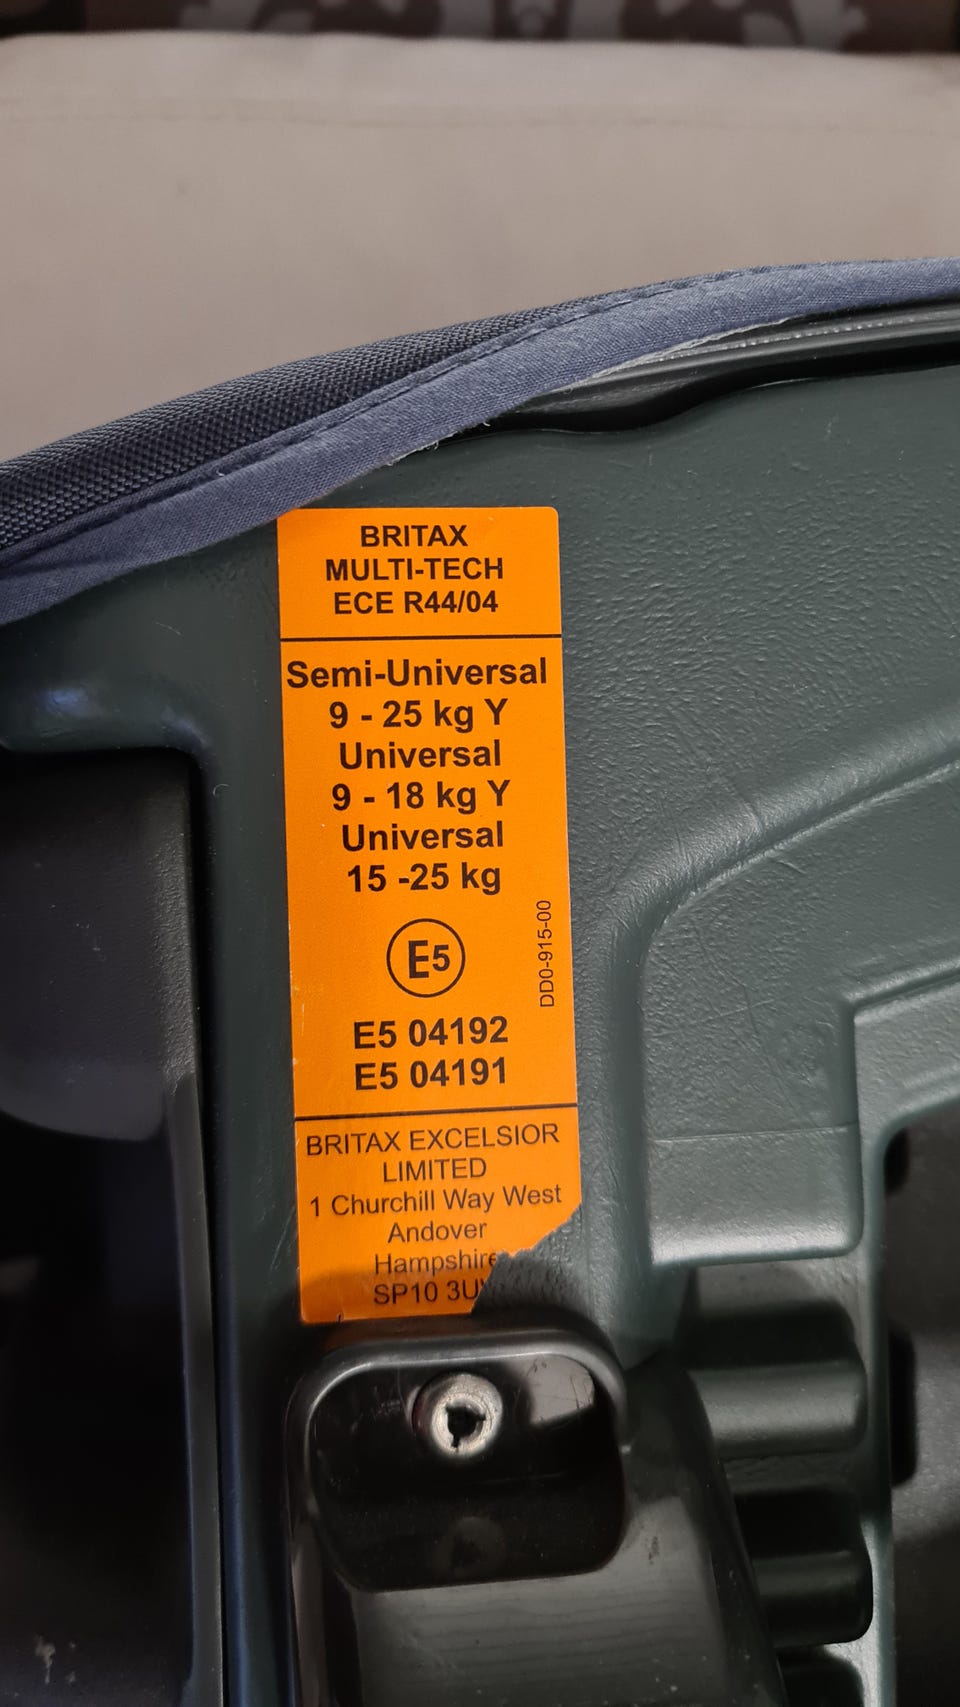 BRITAX
MULTI-TECH
ECE R44/04
Semi-Universal
9 - 25 kg Y
Universal
9 - 18 kg Y
Universal
15 -25 kg
E5
DD0-915-00
E5 04192
E5 04191
BRITAX EXCELSIOR
LIMITED
1 Churchill Way West
Andover
Hampshire
SP10